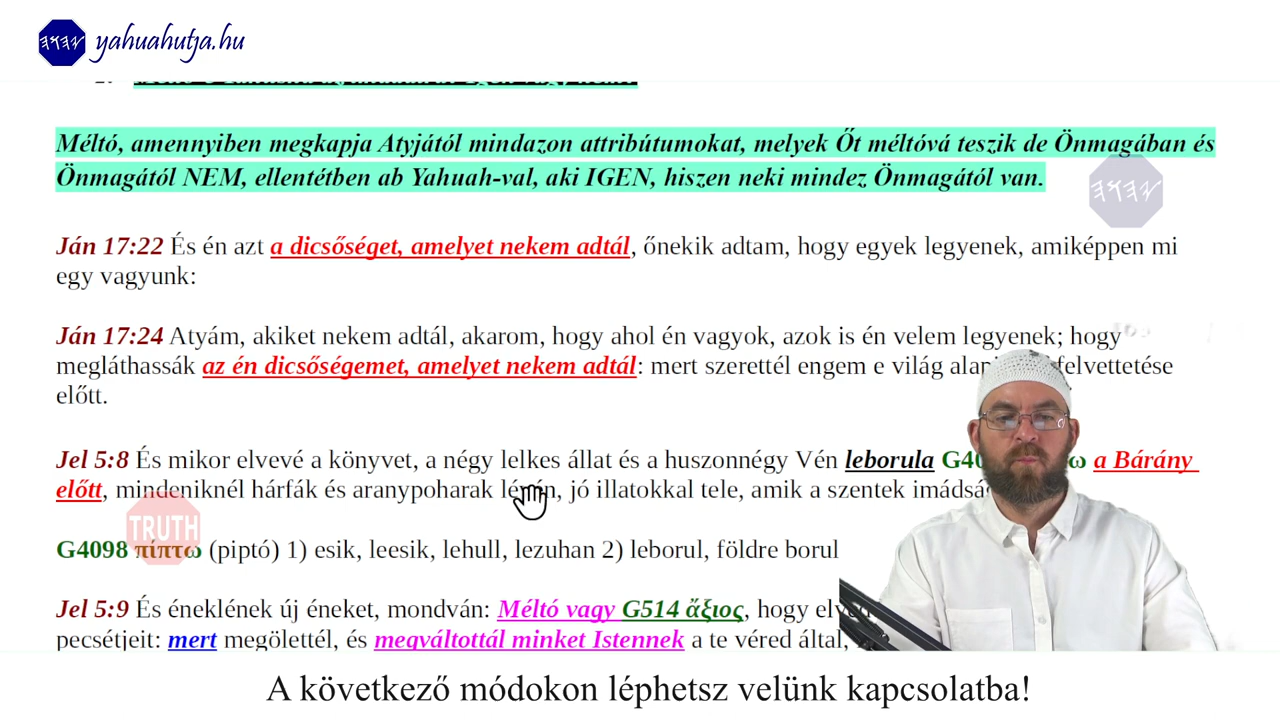 yahuahutja.hu
Méltó, amennyiben megkapja Atyjától mindazon attribútumokat, melyek Őt méltóvá teszik de Önmagában és
Önmagától NEM, ellentétben ab Yahuah-val, aki IGEN, hiszen neki mindez Önmagától van.
Ján 17:22 És én azt a dicsőséget, amelyet nekem adtál, őnekik adtam, hogy egyek legyenek, amiképpen mi
egy vagyunk:
Ján 17:24 Atyám, akiket nekem adtál, akarom, hogy ahol én vagyok, azok is én velem legyenek; hogy
megláthassák az én dicsőségemet, amelyet nekem adtál: mert szerettél engem e világ felvettetése
előtt.
Jel 5:8 És mikor elvevé a könyvet, a négy lelkes állat és a huszonnégy Vén leborula a Bárány
előtt, mindeniknél hárfák és aranypoharak lévén, jó illatokkal tele, amik a szentek
TRUTH
G4098 πίπτω (piptó) 1) esik, leesik, lehull, lezuhan 2) leborul, földre borul
Jel 5:9 És éneklének új éneket, mondván: Méltó vagy G514 ἄξιος, hogy
pecsétjeit: mert megölettél, és megváltottál minket Istennek a te véred által,
A következő módokon léphetsz velünk kapcsolatba!